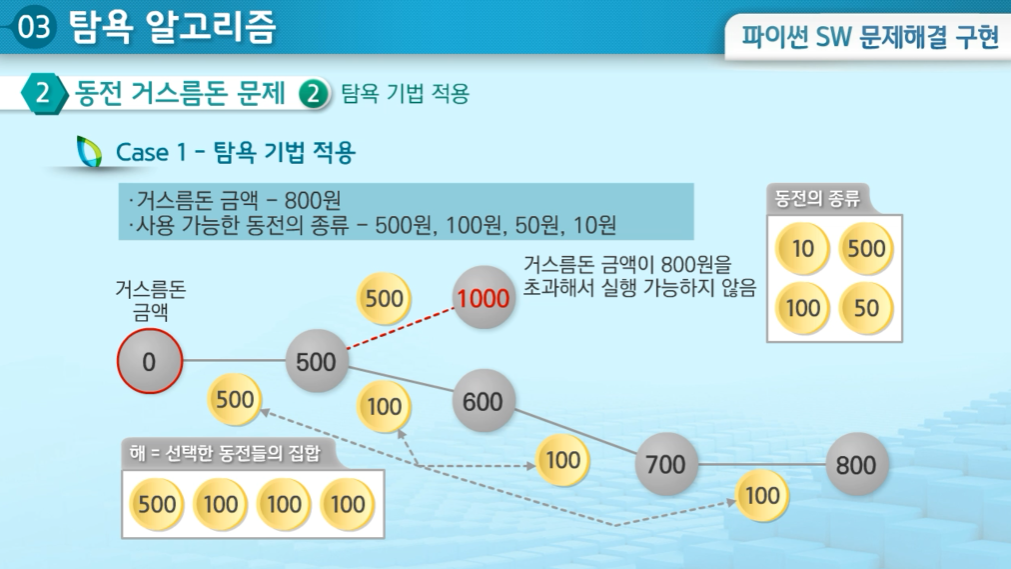 03 탐욕 알고리즘
파이썬 SW 문제해결 구현
2 동전 거스름돈 문제 2 탐욕 기법 적용
Case 1 - 탐욕 기법 적용
·거스름돈 금액 – 800원
·사용 가능한 동전의 종류 – 500원, 100원, 50원, 10원
동전의 종류
10 500
100 50
거스름돈 금액이 800원을
초과해서 실행 가능하지 않음
거스름돈
금액
500
1000
0
500
500
100
600
100
700
800
100
해 = 선택한 동전들의 집합
500 100 100 100